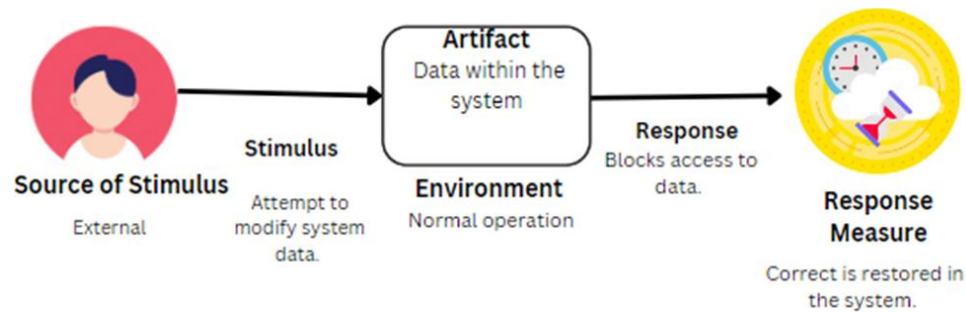 Source of Stimulus
External
Stimulus
Attempt to
modify system
data.
Artifact
Data within the
system
Environment
Normal operation
Response
Blocks access to
data.
Response
Measure
Correct is restored in
the system.